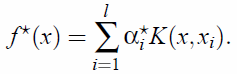 f⋆(x) = ∑_{i=1}^{l} α_i⋆ K(x, x_i).